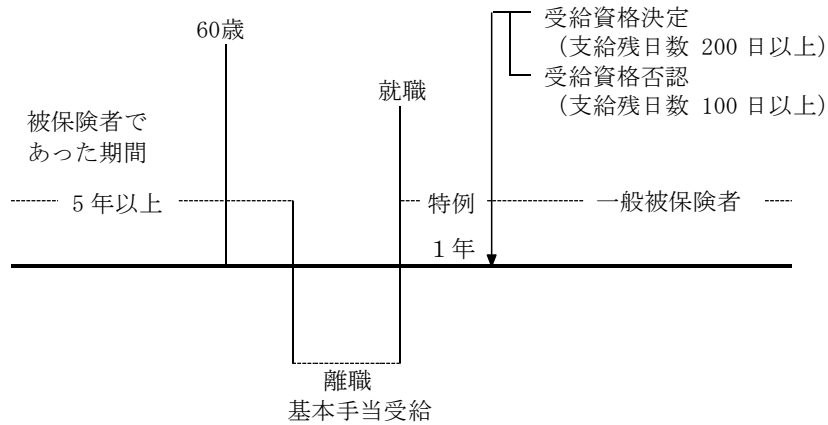 60歳
受給資格決定
（支給残日数 200 日以上）
受給資格否認
（支給残日数 100 日以上）
就職
被保険者で
あった期間
5 年以上
特例
一般被保険者
１年
離職
基本手当受給